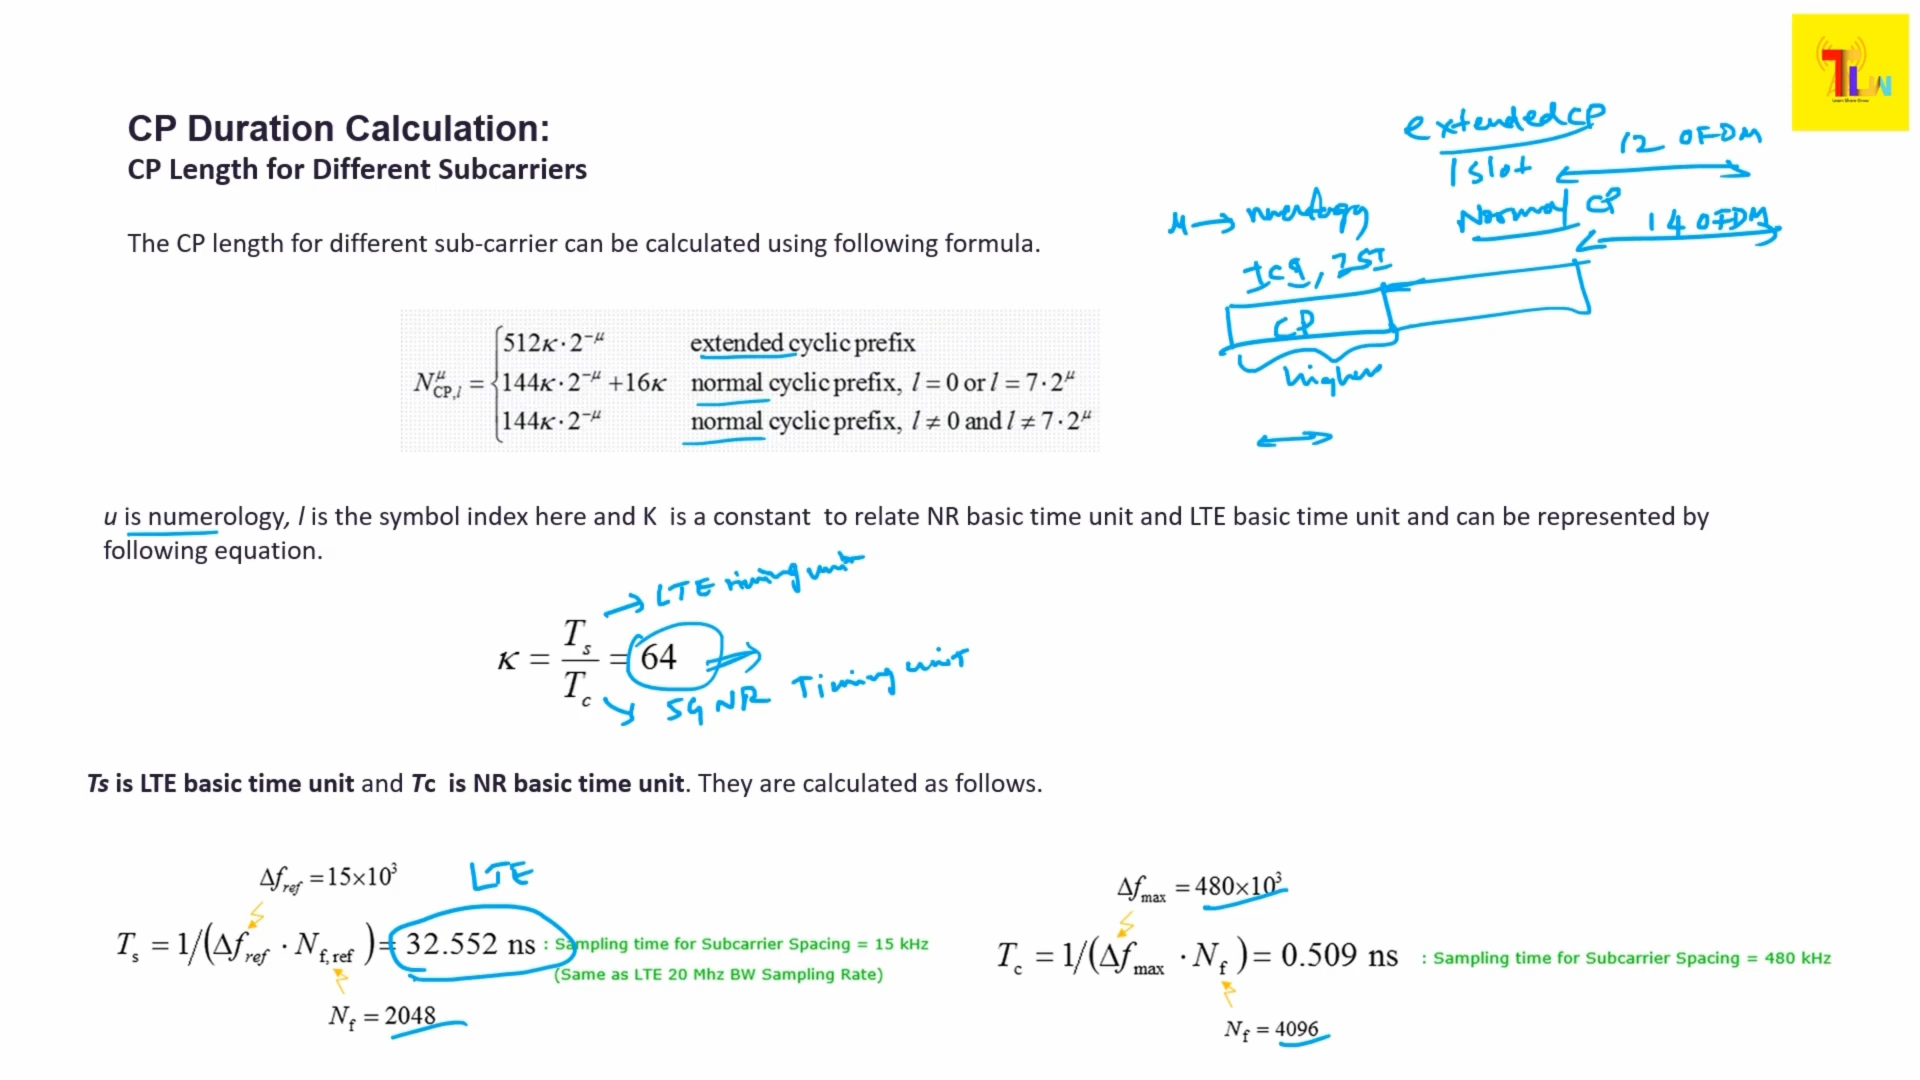 CP Duration Calculation:
CP Length for Different Subcarriers
extended CP
1 slot
12 OFDM
Normal CP
14 OFDM
μ →
The CP length for different sub-carrier can be calculated using following formula.
, ISI
CP
higher
N^μ_CP,l = { 512κ · 2^−μ extended cyclic prefix
144κ · 2^−μ + 16κ normal cyclic prefix, l = 0 or l = 7 · 2^μ
144κ · 2^−μ normal cyclic prefix, l ≠ 0 and l ≠ 7 · 2^μ
u is numerology, l is the symbol index here and K is a constant to relate NR basic time unit and LTE basic time unit and can be represented by
following equation.
→ LTE timing unit
κ = T_s / T_c = 64
5G NR Timing unit
Ts is LTE basic time unit and Tc is NR basic time unit. They are calculated as follows.
LTE
Δf_ref = 15×10³
T_s = 1/(Δf_ref · N_f,ref) = 32.552 ns : Sampling time for Subcarrier Spacing = 15 kHz
(Same as LTE 20 Mhz BW Sampling Rate)
N_f = 2048
Δf_max = 480×10³
T_c = 1/(Δf_max · N_f) = 0.509 ns : Sampling time for Subcarrier Spacing = 480 kHz
N_f = 4096